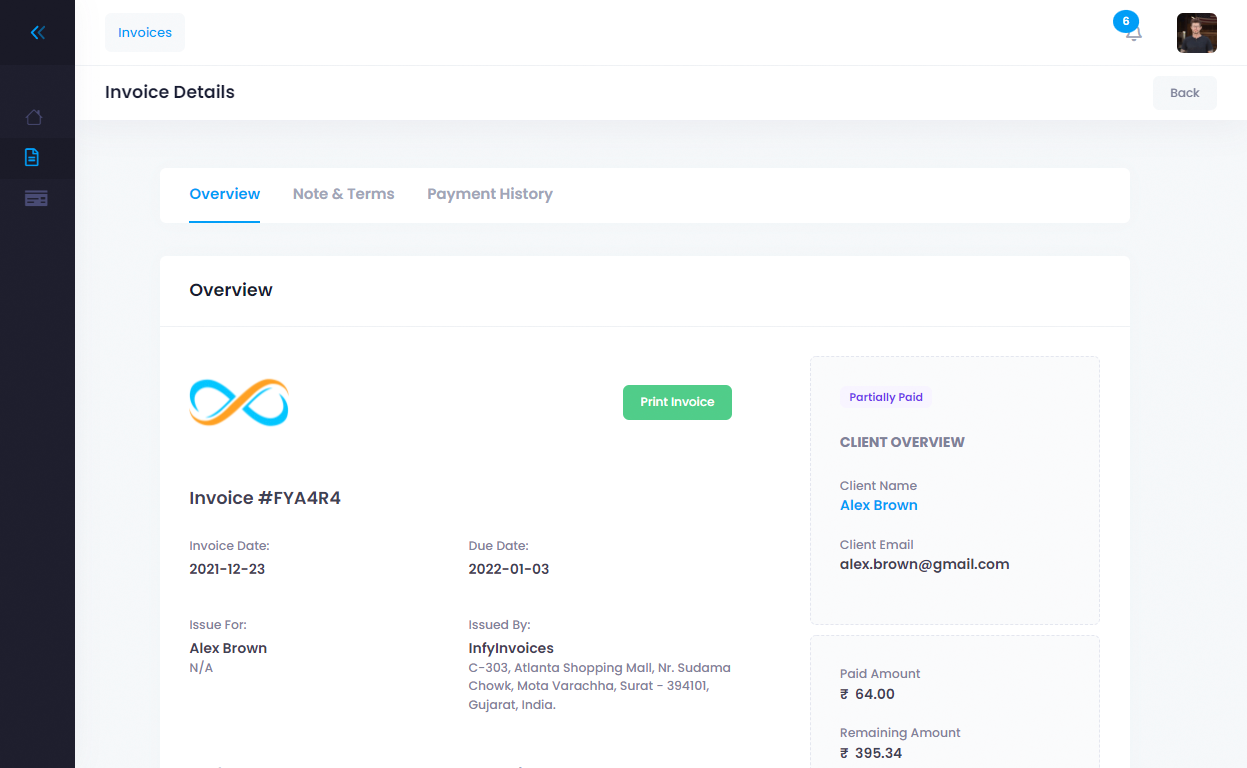 Invoices
6
Invoice Details
Back
Overview
Note & Terms
Payment History
Overview
Print Invoice
Invoice #FYA4R4
Invoice Date:
2021-12-23
Due Date:
2022-01-03
Issue For:
Alex Brown
N/A
Issued By:
InfyInvoices
C-303, Atlanta Shopping Mall, Nr. Sudama
Chowk, Mota Varachha, Surat - 394101,
Gujarat, India.
Partially Paid
CLIENT OVERVIEW
Client Name
Alex Brown
Client Email
alex.brown@gmail.com
Paid Amount
₹ 64.00
Remaining Amount
₹ 395.34